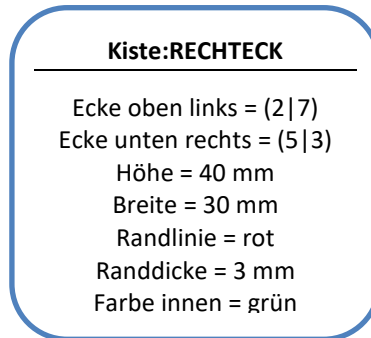 Kiste:RECHTECK
Ecke oben links = (2|7)
Ecke unten rechts = (5|3)
Höhe = 40 mm
Breite = 30 mm
Randlinie = rot
Randdicke = 3 mm
Farbe innen = grün